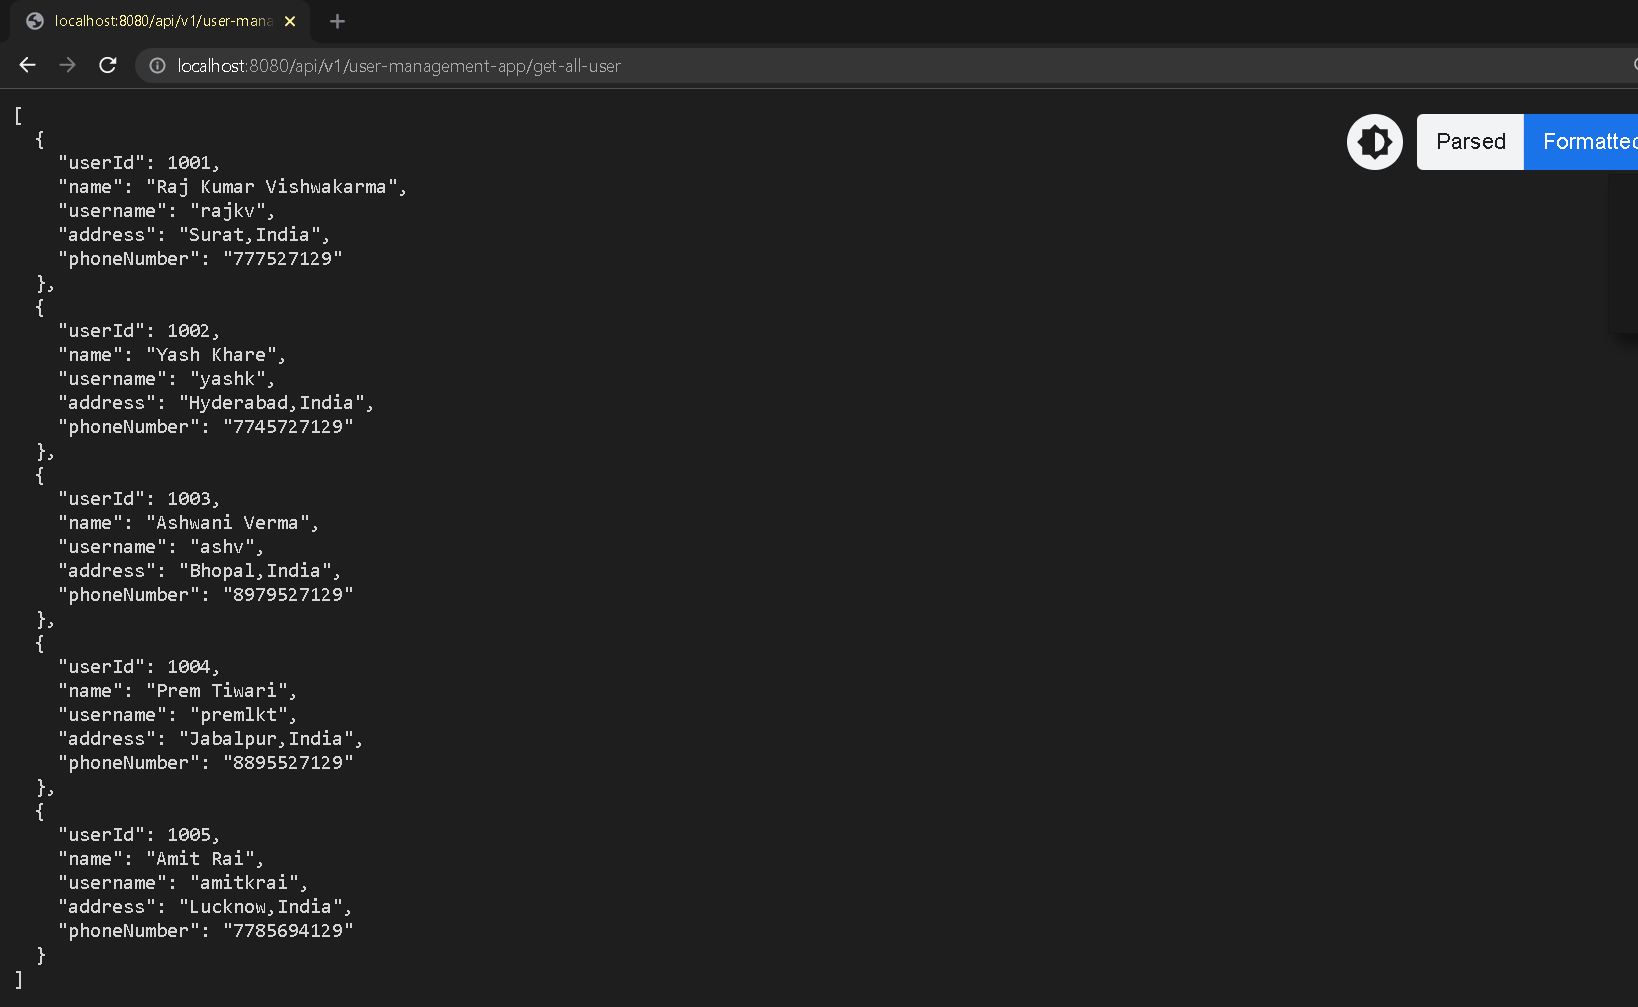 localhost:8080/api/v1/user-mana
localhost:8080/api/v1/user-management-app/get-all-user
Parsed Formatted
[
  {
    "userId": 1001,
    "name": "Raj Kumar Vishwakarma",
    "username": "rajkv",
    "address": "Surat,India",
    "phoneNumber": "777527129"
  },
  {
    "userId": 1002,
    "name": "Yash Khare",
    "username": "yashk",
    "address": "Hyderabad,India",
    "phoneNumber": "7745727129"
  },
  {
    "userId": 1003,
    "name": "Ashwani Verma",
    "username": "ashv",
    "address": "Bhopal,India",
    "phoneNumber": "8979527129"
  },
  {
    "userId": 1004,
    "name": "Prem Tiwari",
    "username": "premlkt",
    "address": "Jabalpur,India",
    "phoneNumber": "8895527129"
  },
  {
    "userId": 1005,
    "name": "Amit Rai",
    "username": "amitkrai",
    "address": "Lucknow,India",
    "phoneNumber": "7785694129"
  }
]